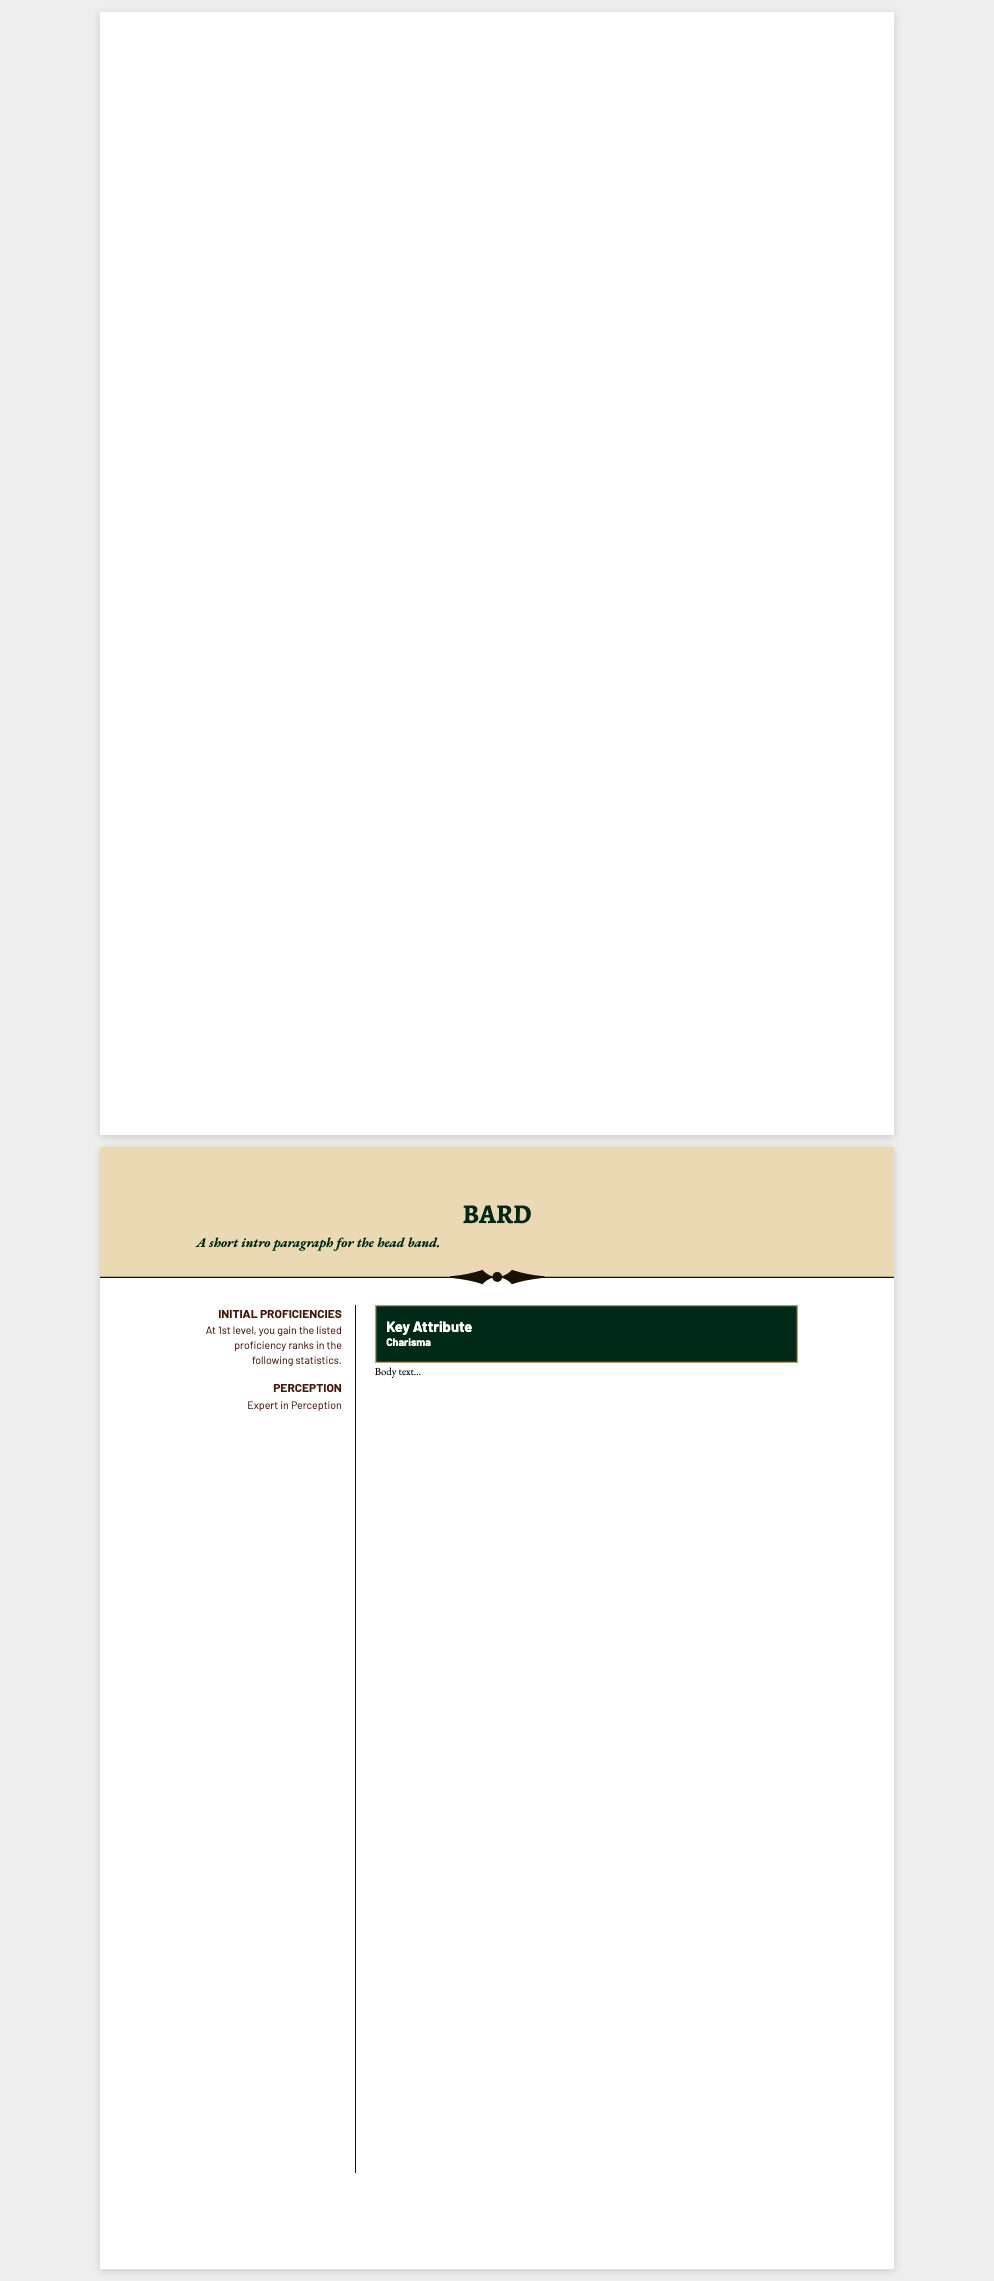 BARD
A short intro paragraph for the head band.
INITIAL PROFICIENCIES
At 1st level, you gain the listed
proficiency ranks in the
following statistics.
PERCEPTION
Expert in Perception
Key Attribute
Charisma
Body text...